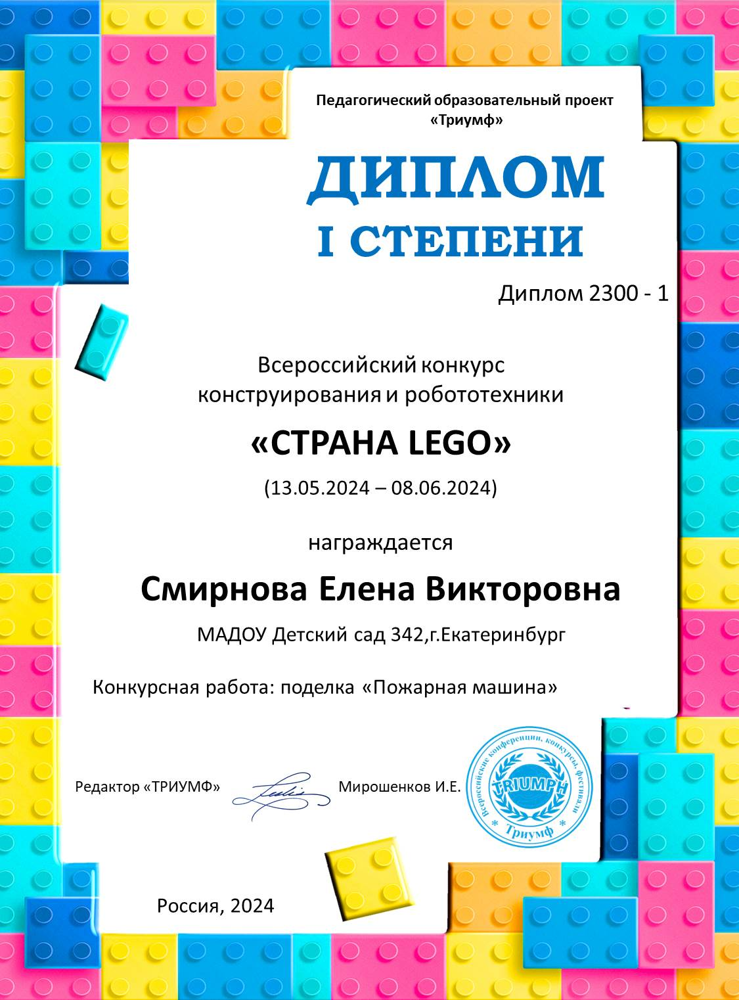 Педагогический образовательный проект
«Триумф»
ДИПЛОМ
I СТЕПЕНИ
Диплом 2300 - 1
Всероссийский конкурс
конструирования и робототехники
«СТРАНА LEGO»
(13.05.2024 – 08.06.2024)
награждается
Смирнова Елена Викторовна
МАДОУ Детский сад 342,г.Екатеринбург
Конкурсная работа: поделка «Пожарная машина»
Редактор «ТРИУМФ»
Мирошенков И.Е.
Всероссийские конференции, конкурсы, фестивали
TRIUMPH
* Триумф *
Россия, 2024